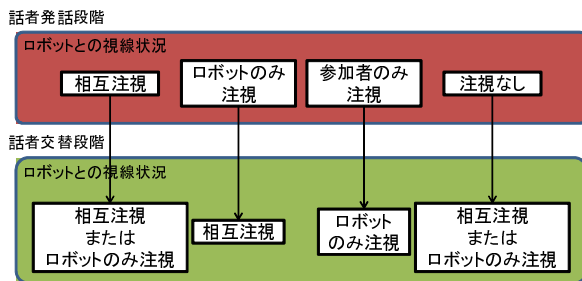 話者発話段階
ロボットとの視線状況
相互注視
ロボットのみ
注視
参加者のみ
注視
注視なし
話者交替段階
ロボットとの視線状況
相互注視
または
ロボットのみ注視
相互注視
ロボット
のみ注視
相互注視
または
ロボットのみ注視